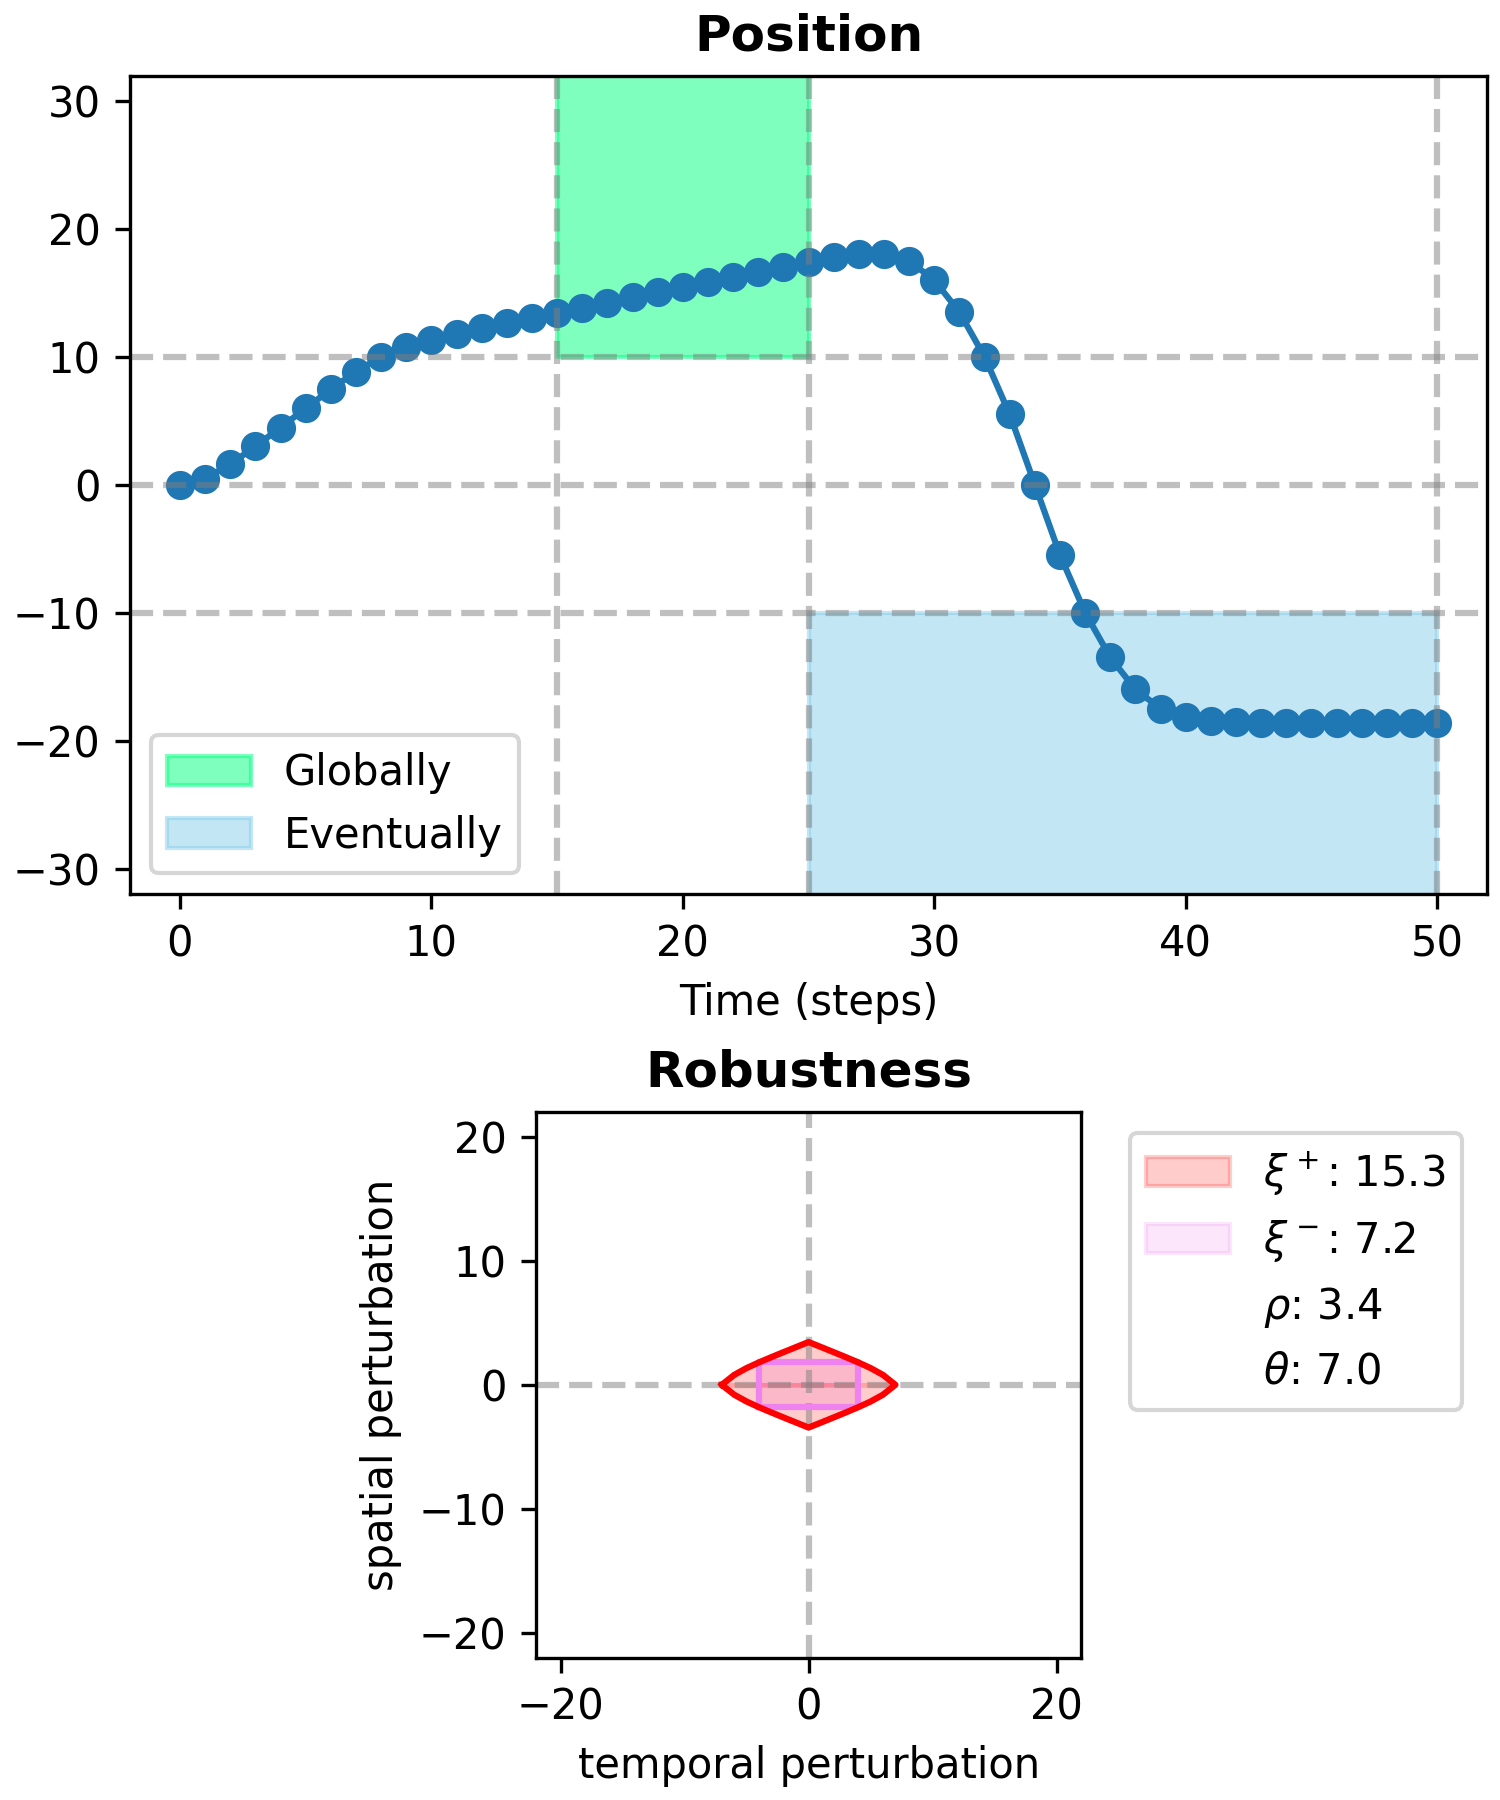 Position
30
20
10
0
−10
−20
−30
Globally
Eventually
0 10 20 30 40 50
Time (steps)
Robustness
20
10
0
−10
−20
spatial perturbation
−20 0 20
temporal perturbation
ξ⁺: 15.3
ξ⁻: 7.2
ρ: 3.4
θ: 7.0